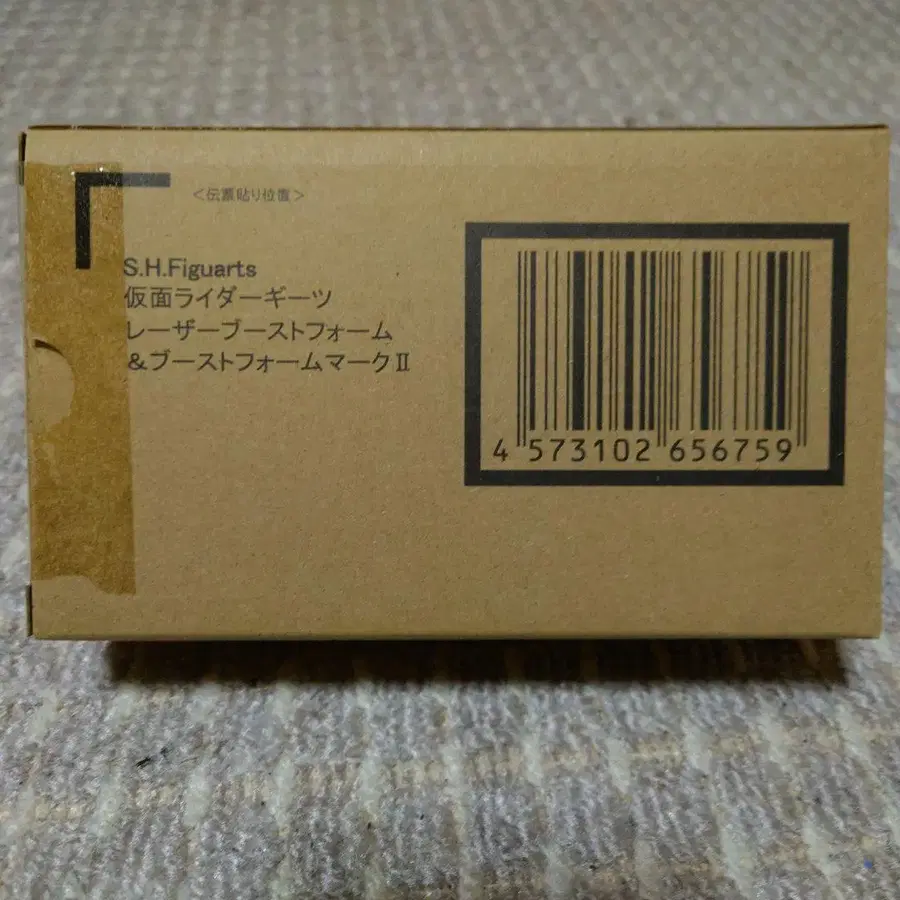 <伝票貼り位置>
S.H.Figuarts
仮面ライダーギーツ
レーザーブーストフォーム
&ブーストフォームマークⅡ
4 573102 656759